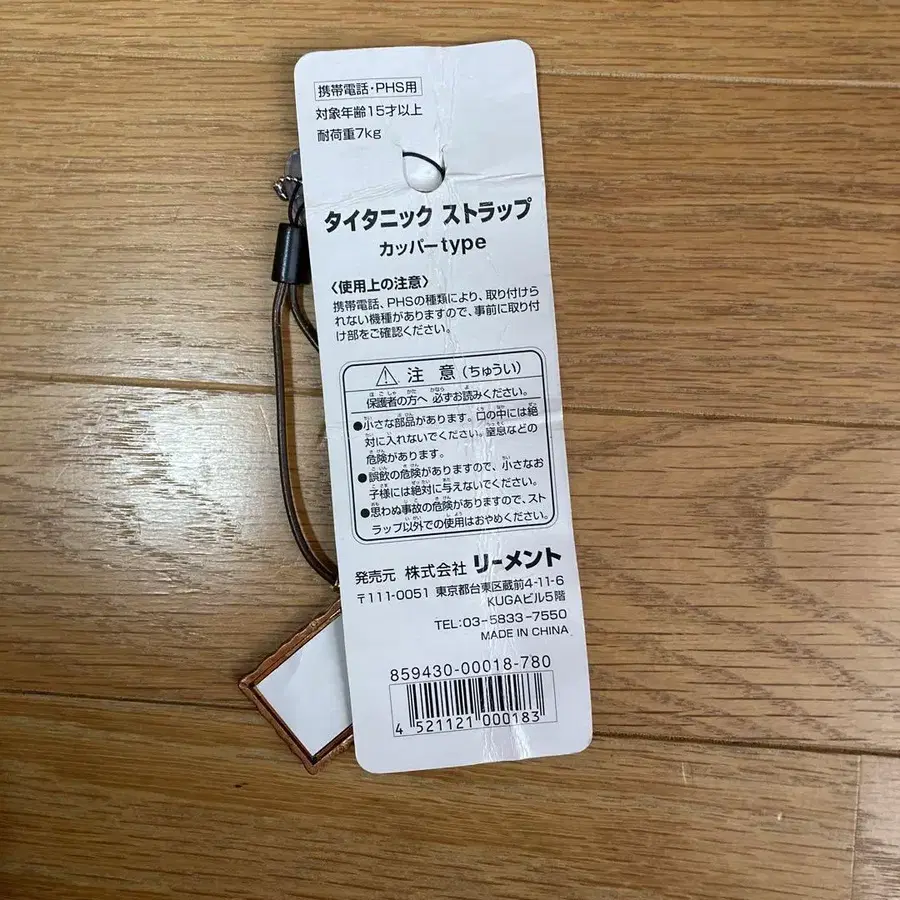 携帯電話・PHS用
対象年齢15才以上
耐荷重7kg
タイタニック ストラップ
カッパーtype
〈使用上の注意〉
携帯電話、PHSの種類により、取り付けら
れない機種がありますので、事前に取り付
け部をご確認ください。
注 意 (ちゅうい)
保護者の方へ 必ずお読みください。
●小さな部品があります。口の中には絶
対に入れないでください。窒息などの
危険があります。
●誤飲の危険がありますので、小さなお
子様には絶対に与えないでください。
●思わぬ事故の危険がありますので、スト
ラップ以外での使用はおやめください。
発売元 株式会社 リーメント
〒111-0051 東京都台東区蔵前4-11-6
KUGAビル5階
TEL:03-5833-7550
MADE IN CHINA
859430-00018-780
4 521121 000183